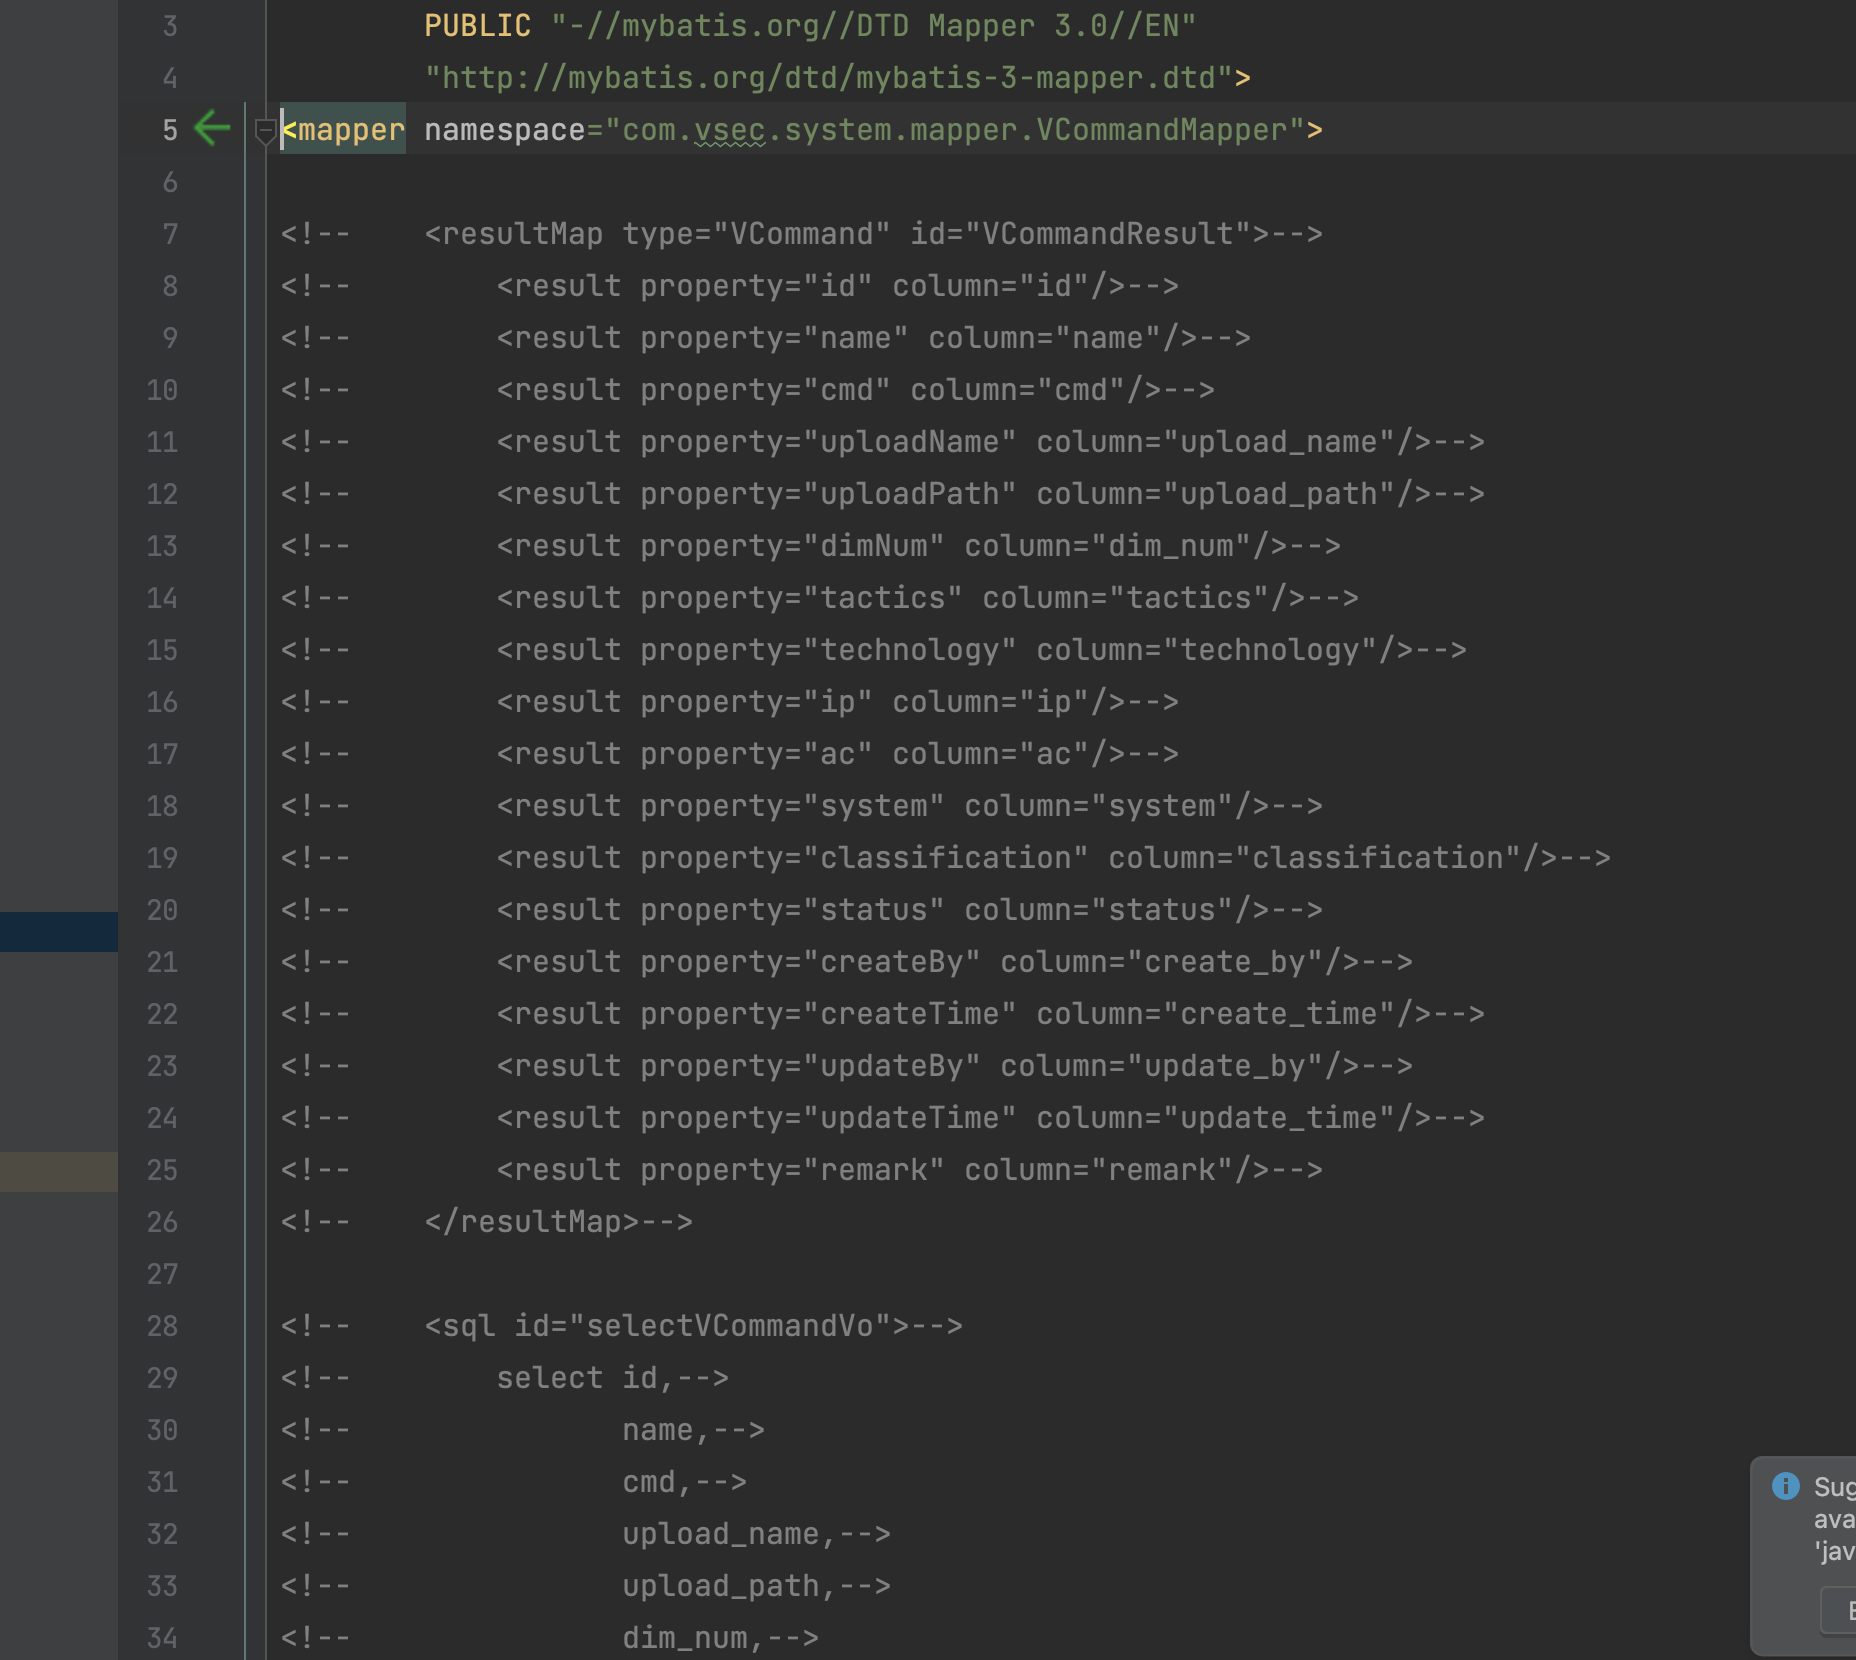 3 PUBLIC "-//mybatis.org//DTD Mapper 3.0//EN"
4 "http://mybatis.org/dtd/mybatis-3-mapper.dtd">
5 <mapper namespace="com.vsec.system.mapper.VCommandMapper">
6
7 <!--    <resultMap type="VCommand" id="VCommandResult">-->
8 <!--        <result property="id" column="id"/>-->
9 <!--        <result property="name" column="name"/>-->
10 <!--        <result property="cmd" column="cmd"/>-->
11 <!--        <result property="uploadName" column="upload_name"/>-->
12 <!--        <result property="uploadPath" column="upload_path"/>-->
13 <!--        <result property="dimNum" column="dim_num"/>-->
14 <!--        <result property="tactics" column="tactics"/>-->
15 <!--        <result property="technology" column="technology"/>-->
16 <!--        <result property="ip" column="ip"/>-->
17 <!--        <result property="ac" column="ac"/>-->
18 <!--        <result property="system" column="system"/>-->
19 <!--        <result property="classification" column="classification"/>-->
20 <!--        <result property="status" column="status"/>-->
21 <!--        <result property="createBy" column="create_by"/>-->
22 <!--        <result property="createTime" column="create_time"/>-->
23 <!--        <result property="updateBy" column="update_by"/>-->
24 <!--        <result property="updateTime" column="update_time"/>-->
25 <!--        <result property="remark" column="remark"/>-->
26 <!--    </resultMap>-->
27
28 <!--    <sql id="selectVCommandVo">-->
29 <!--        select id,-->
30 <!--               name,-->
31 <!--               cmd,-->
32 <!--               upload_name,-->
33 <!--               upload_path,-->
34 <!--               dim_num,-->
Sug
ava
'jav